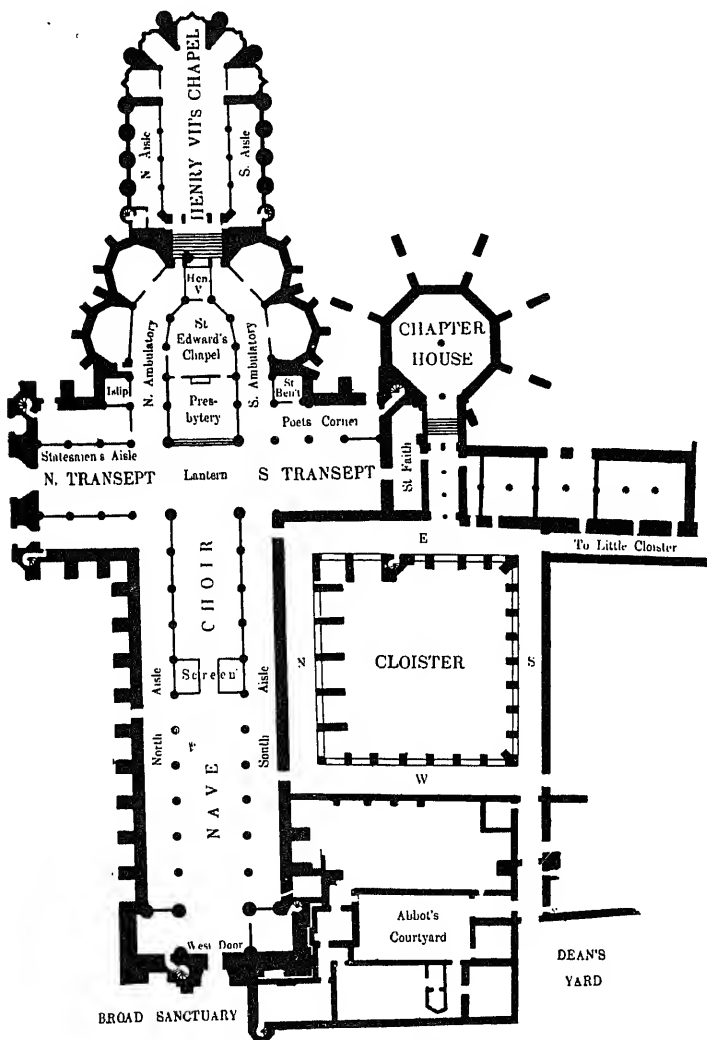 HENRY VII's CHAPEL
N Aisle
S. Aisle
Hen.
V
St
Edward's
Chapel
N. Ambulatory
S. Ambulatory
CHAPTER
HOUSE
Islip
St
Ben't
Pres-
bytery
Poets Corner
Statesmen's Aisle
N. TRANSEPT
Lantern
S TRANSEPT
St Faith
E
To Little Cloister
CHOIR
N
CLOISTER
S
Screen
Aisle
Aisle
North
South
NAVE
W
Abbot's
Courtyard
West Door
DEAN'S
YARD
BROAD SANCTUARY